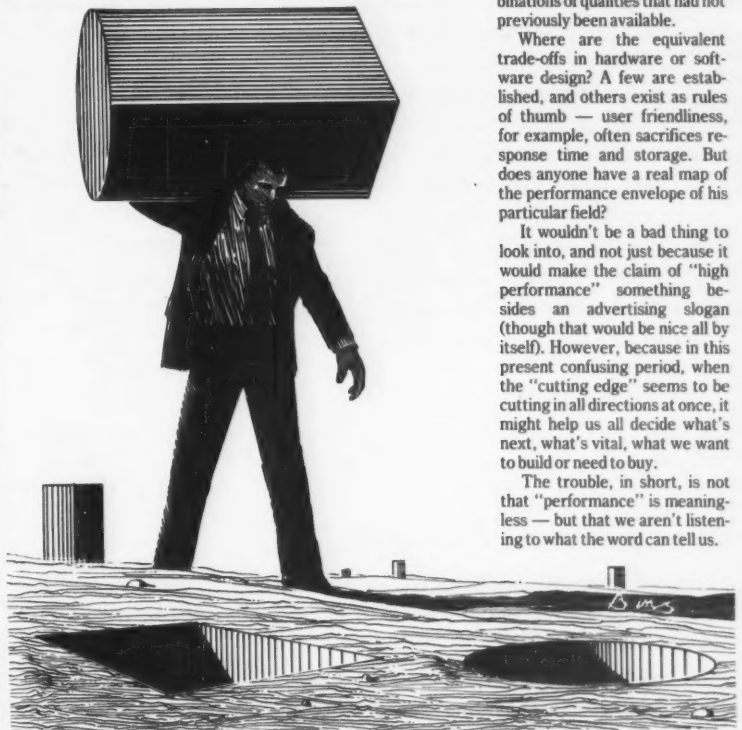 binations of qualities that had not
previously been available.
Where are the equivalent
trade-offs in hardware or soft-
ware design? A few are estab-
lished, and others exist as rules
of thumb — user friendliness,
for example, often sacrifices re-
sponse time and storage. But
does anyone have a real map of
the performance envelope of his
particular field?
It wouldn't be a bad thing to
look into, and not just because it
would make the claim of "high
performance" something be-
sides an advertising slogan
(though that would be nice all by
itself). However, because in this
present confusing period, when
the "cutting edge" seems to be
cutting in all directions at once, it
might help us all decide what's
next, what's vital, what we want
to build or need to buy.
The trouble, in short, is not
that "performance" is meaning-
less — but that we aren't listen-
ing to what the word can tell us.